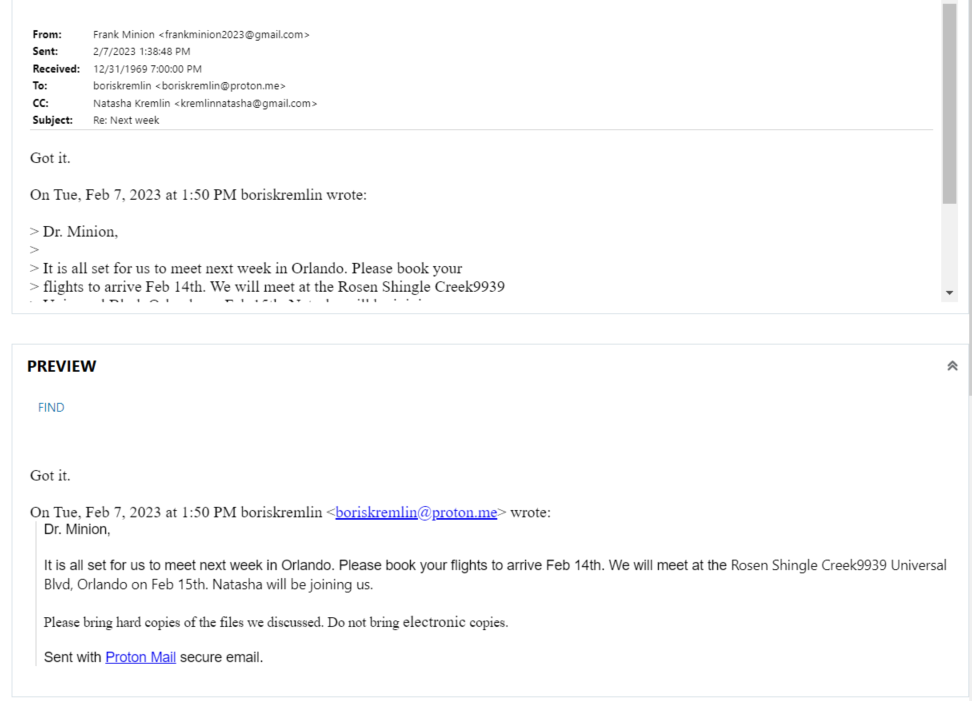 From: Frank Minion <frankminion2023@gmail.com>
Sent: 2/7/2023 1:38:48 PM
Received: 12/31/1969 7:00:00 PM
To: boriskremlin <boriskremlin@proton.me>
CC: Natasha Kremlin <kremlinnatasha@gmail.com>
Subject: Re: Next week
Got it.
On Tue, Feb 7, 2023 at 1:50 PM boriskremlin wrote:
> Dr. Minion,
>
> It is all set for us to meet next week in Orlando. Please book your
> flights to arrive Feb 14th. We will meet at the Rosen Shingle Creek9939
PREVIEW
FIND
Got it.
On Tue, Feb 7, 2023 at 1:50 PM boriskremlin <boriskremlin@proton.me> wrote:
Dr. Minion,
It is all set for us to meet next week in Orlando. Please book your flights to arrive Feb 14th. We will meet at the Rosen Shingle Creek9939 Universal
Blvd, Orlando on Feb 15th. Natasha will be joining us.
Please bring hard copies of the files we discussed. Do not bring electronic copies.
Sent with Proton Mail secure email.